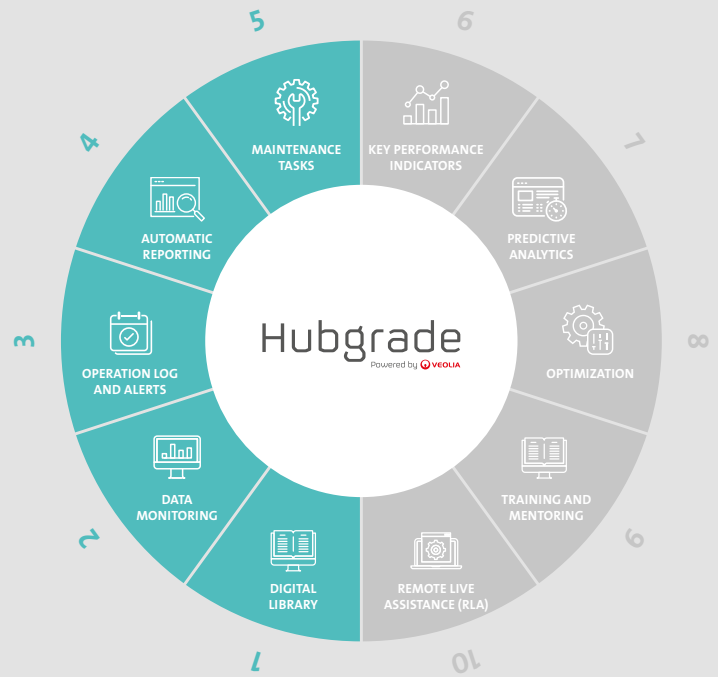 5
6
4
7
MAINTENANCE
TASKS
KEY PERFORMANCE
INDICATORS
AUTOMATIC
REPORTING
PREDICTIVE
ANALYTICS
3
8
Hubgrade
Powered by VEOLIA
OPERATION LOG
AND ALERTS
OPTIMIZATION
DATA
MONITORING
TRAINING AND
MENTORING
2
9
DIGITAL
LIBRARY
REMOTE LIVE
ASSISTANCE (RLA)
1
10